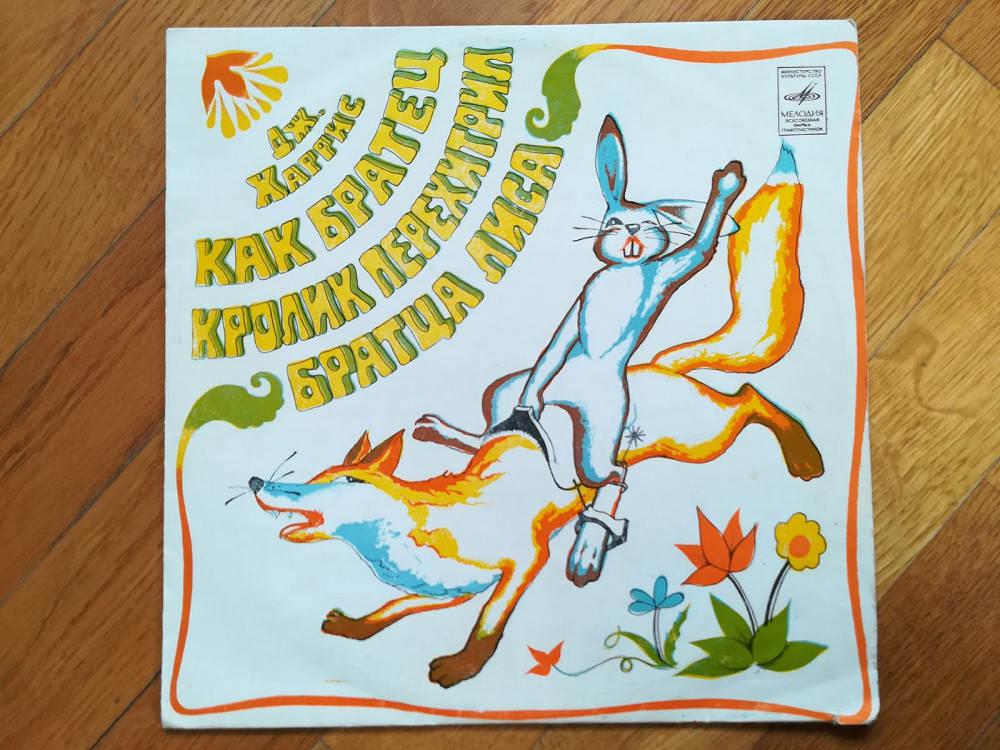 ДЖ.
ХАРРИС
КАК БРАТЕЦ
КРОЛИК ПЕРЕХИТРИЛ
БРАТЦА ЛИСА
МИНИСТЕРСТВО
КУЛЬТУРЫ СССР
МЕЛОДИЯ
ВСЕСОЮЗНАЯ
ФИРМА
ГРАМПЛАСТИНОК